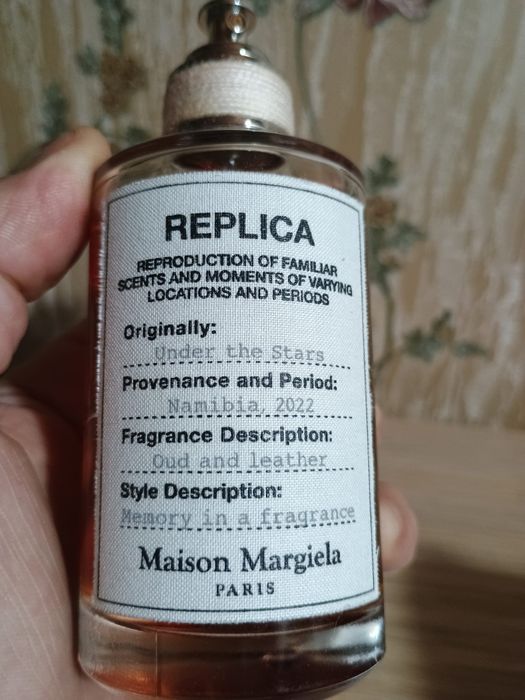 REPLICA
REPRODUCTION OF FAMILIAR
SCENTS AND MOMENTS OF VARYING
LOCATIONS AND PERIODS
Originally:
Under the Stars
Provenance and Period:
Namibia, 2022
Fragrance Description:
Oud and leather
Style Description:
Memory in a fragrance
Maison Margiela
PARIS